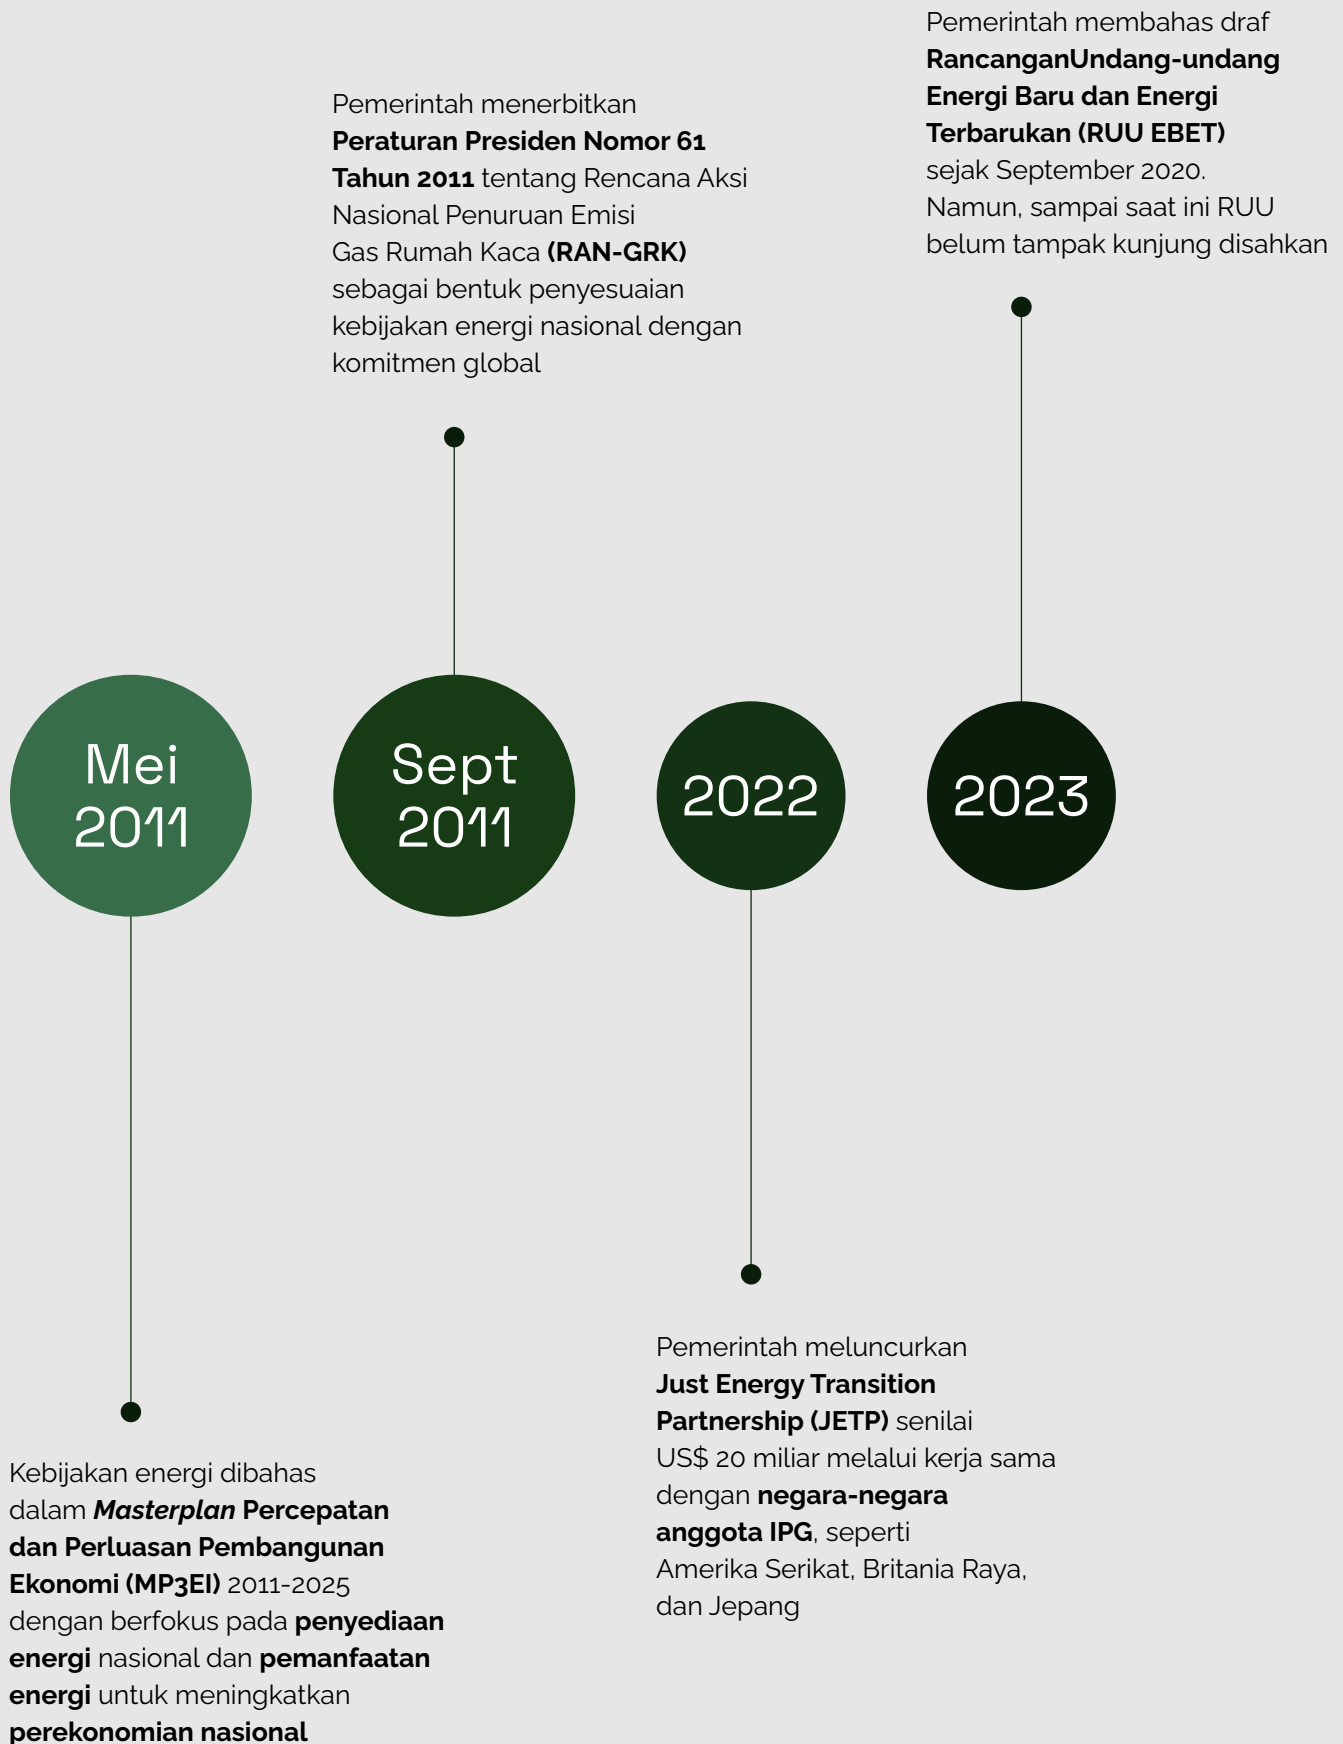 Pemerintah membahas draf
RancanganUndang-undang
Energi Baru dan Energi
Terbarukan (RUU EBET)
sejak September 2020.
Namun, sampai saat ini RUU
belum tampak kunjung disahkan
Pemerintah menerbitkan
Peraturan Presiden Nomor 61
Tahun 2011 tentang Rencana Aksi
Nasional Penuruan Emisi
Gas Rumah Kaca (RAN-GRK)
sebagai bentuk penyesuaian
kebijakan energi nasional dengan
komitmen global
Mei
2011
Sept
2011
2022
2023
Pemerintah meluncurkan
Just Energy Transition
Partnership (JETP) senilai
US$ 20 miliar melalui kerja sama
dengan negara-negara
anggota IPG, seperti
Amerika Serikat, Britania Raya,
dan Jepang
Kebijakan energi dibahas
dalam Masterplan Percepatan
dan Perluasan Pembangunan
Ekonomi (MP3EI) 2011-2025
dengan berfokus pada penyediaan
energi nasional dan pemanfaatan
energi untuk meningkatkan
perekonomian nasional